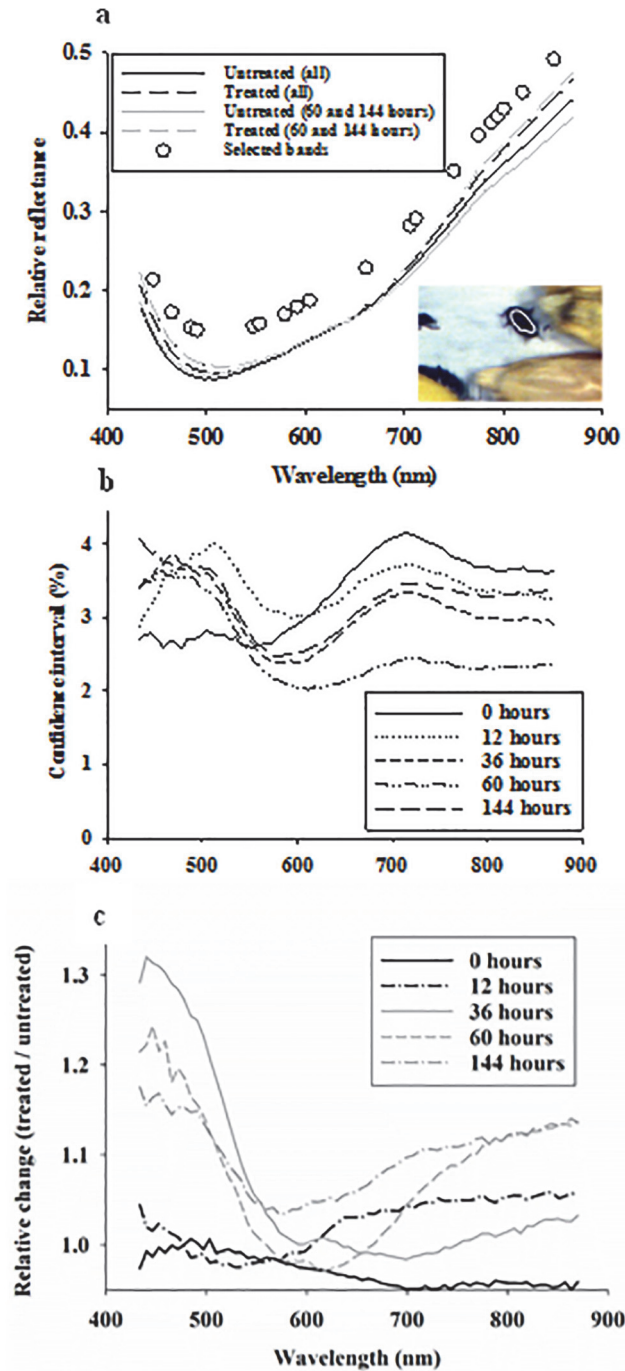 a
0.5
0.4
0.3
0.2
0.1
Relative reflectance
Untreated (all)
Treated (all)
Untreated (60 and 144 hours)
Treated (60 and 144 hours)
Selected bands
400 500 600 700 800 900
Wavelength (nm)
b
4
3
2
1
0
Confidence interval (%)
0 hours
12 hours
36 hours
60 hours
144 hours
400 500 600 700 800 900
c
1.3
1.2
1.1
1.0
Relative change (treated / untreated)
0 hours
12 hours
36 hours
60 hours
144 hours
400 500 600 700 800 900
Wavelength (nm)